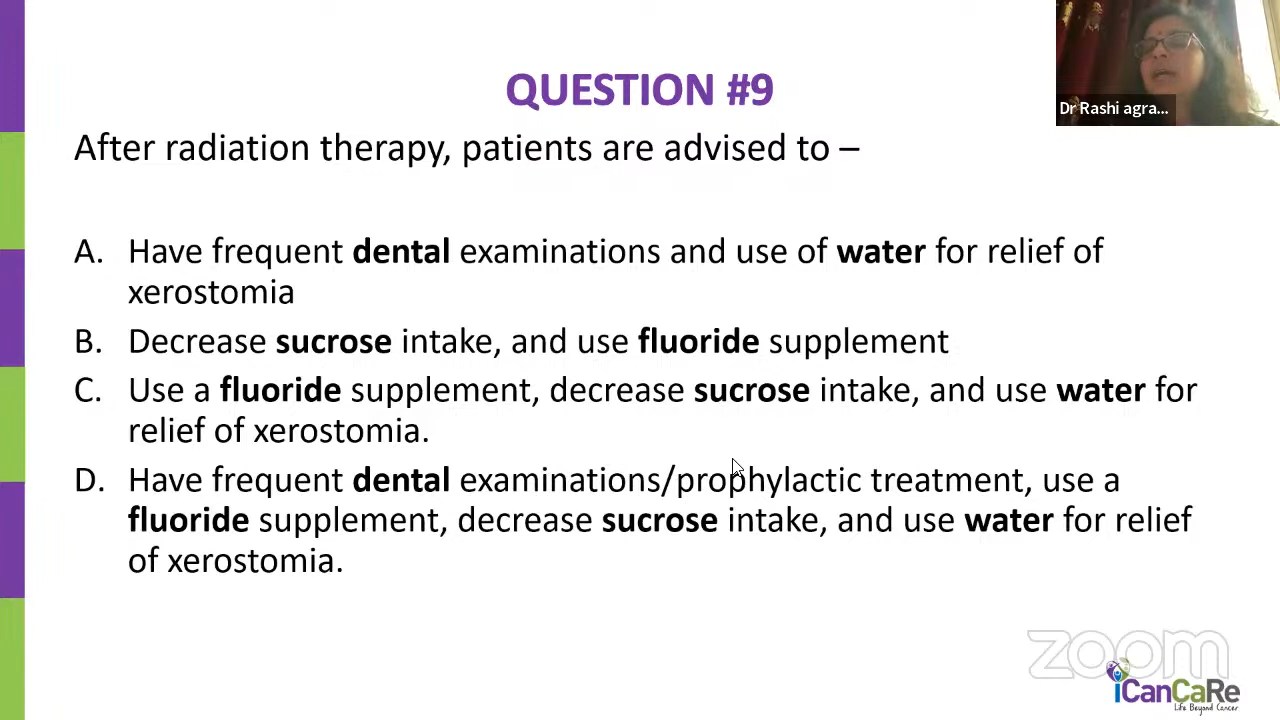 QUESTION #9
Dr Rashi agra...
After radiation therapy, patients are advised to –
A. Have frequent dental examinations and use of water for relief of
xerostomia
B. Decrease sucrose intake, and use fluoride supplement
C. Use a fluoride supplement, decrease sucrose intake, and use water for
relief of xerostomia.
D. Have frequent dental examinations/prophylactic treatment, use a
fluoride supplement, decrease sucrose intake, and use water for relief
of xerostomia.
zoom
iCanCaRe
Life Beyond Cancer